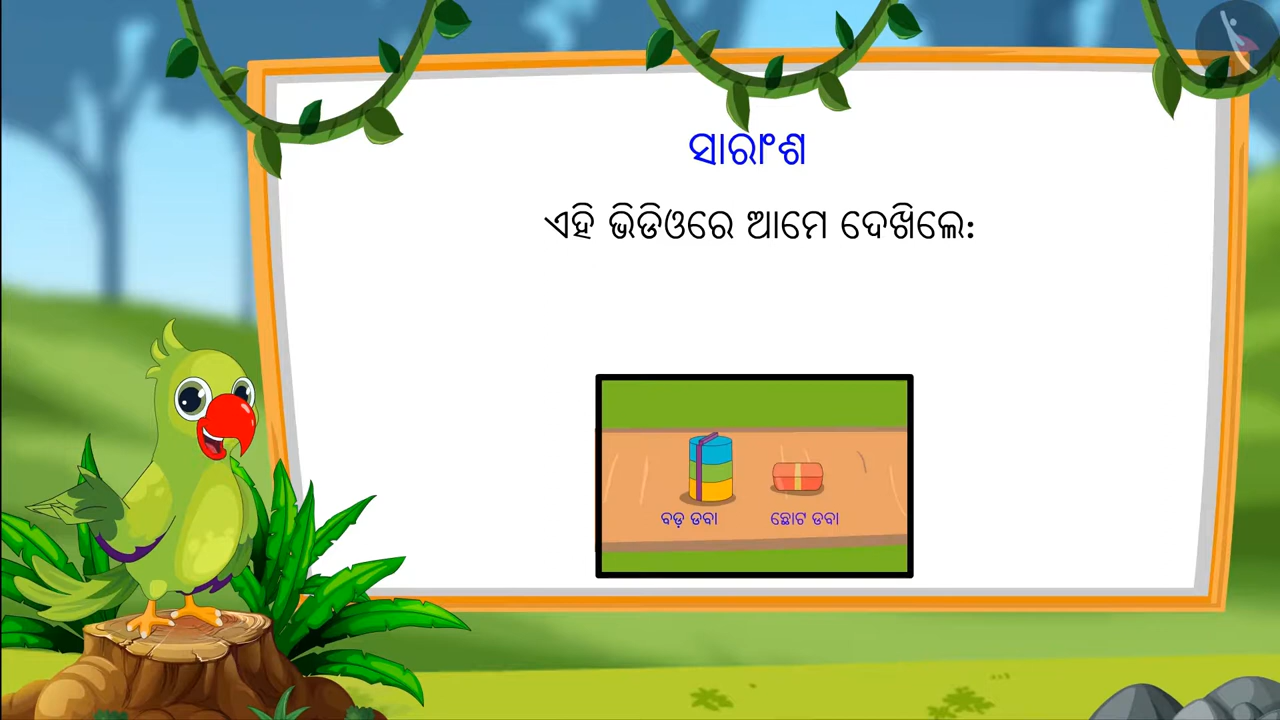 ସାରାଂଶ
ଏହି ଭିଡିଓରେ ଆମେ ଦେଖିଲେ:
ବଡ଼ ଡବା ଛୋଟ ଡବା